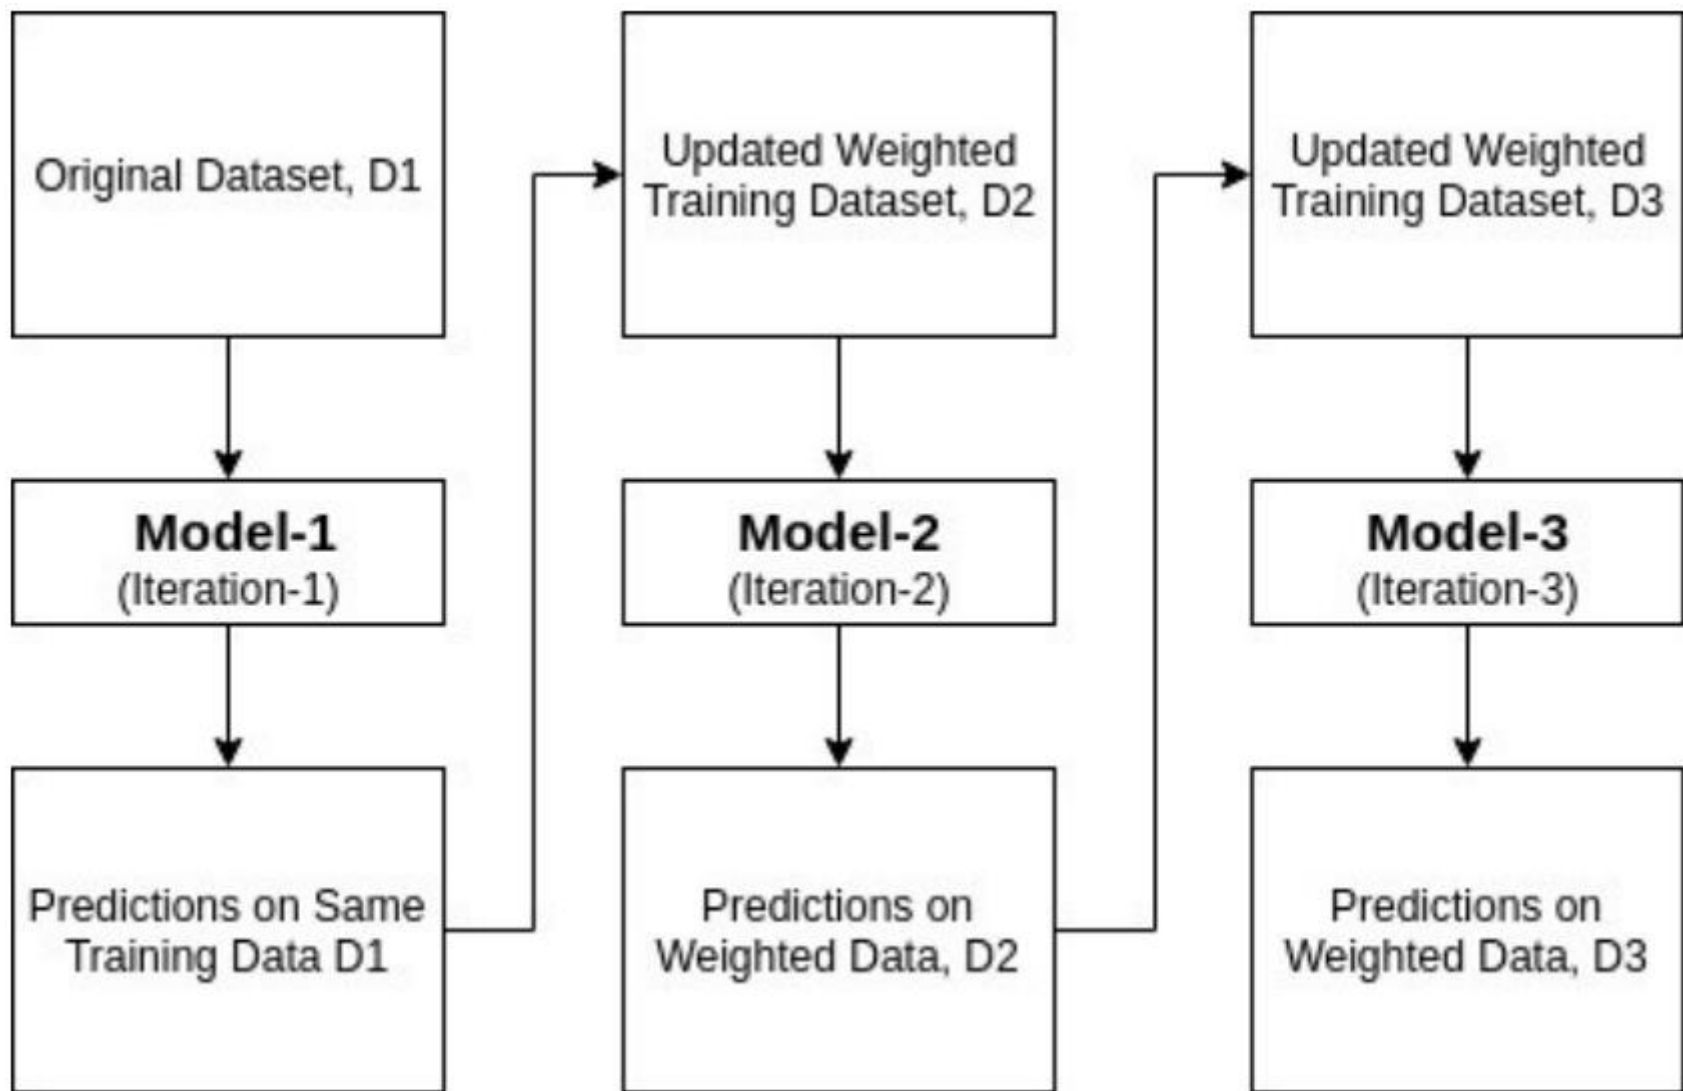 Original Dataset, D1
Updated Weighted
Training Dataset, D2
Updated Weighted
Training Dataset, D3
Model-1
(Iteration-1)
Model-2
(Iteration-2)
Model-3
(Iteration-3)
Predictions on Same
Training Data D1
Predictions on
Weighted Data, D2
Predictions on
Weighted Data, D3